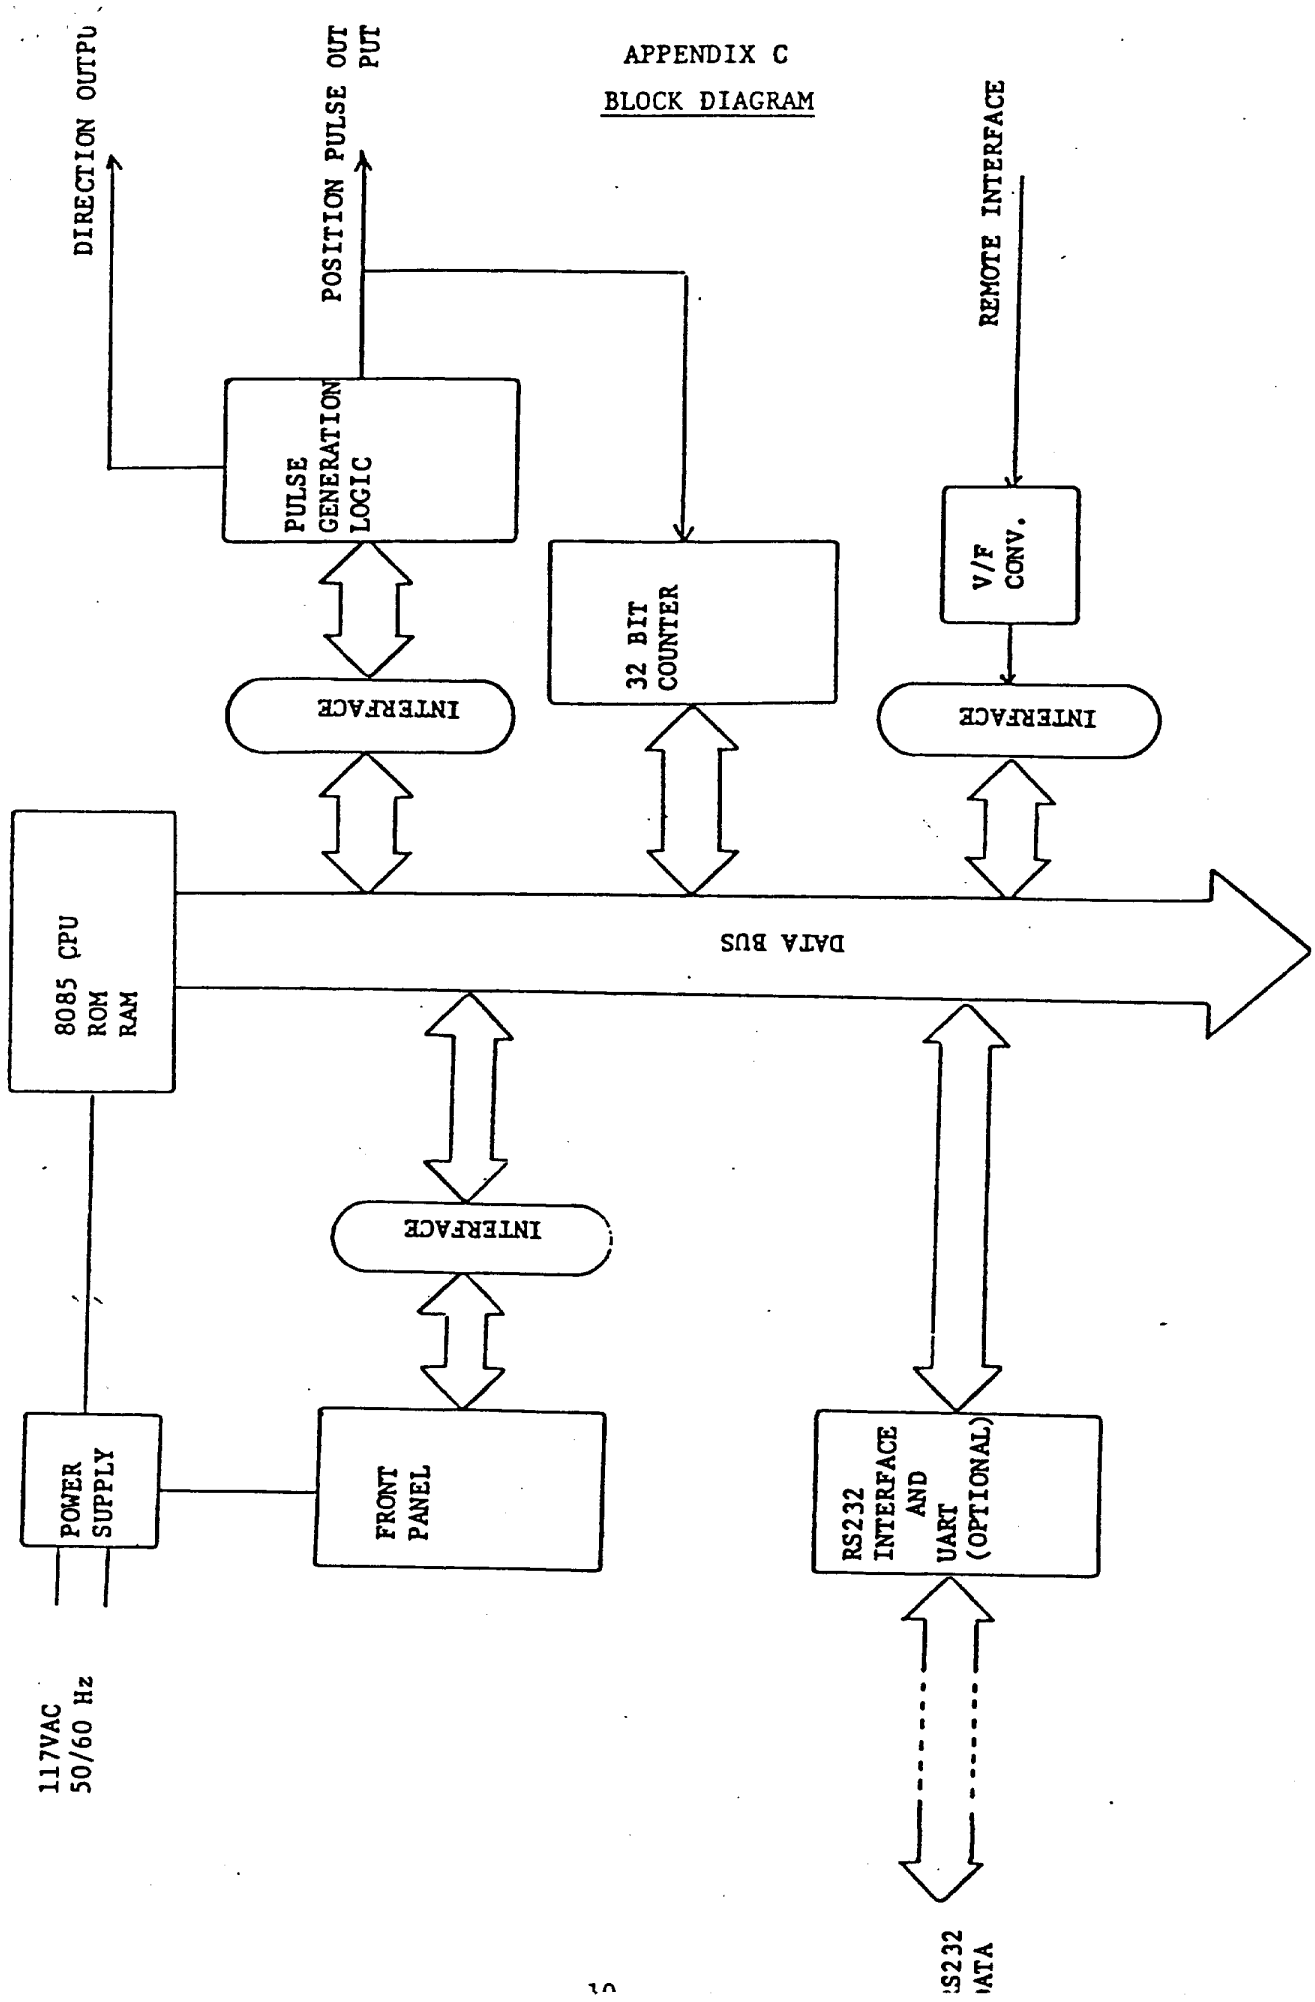 APPENDIX C
BLOCK DIAGRAM
117VAC
50/60 Hz
POWER
SUPPLY
8085 CPU
ROM
RAM
DIRECTION OUTPU
PULSE
GENERATION
LOGIC
POSITION PULSE OUT
PUT
INTERFACE
FRONT
PANEL
INTERFACE
DATA BUS
32 BIT
COUNTER
RS232
INTERFACE
AND
UART
(OPTIONAL)
INTERFACE
V/F
CONV.
REMOTE INTERFACE
S232
ATA